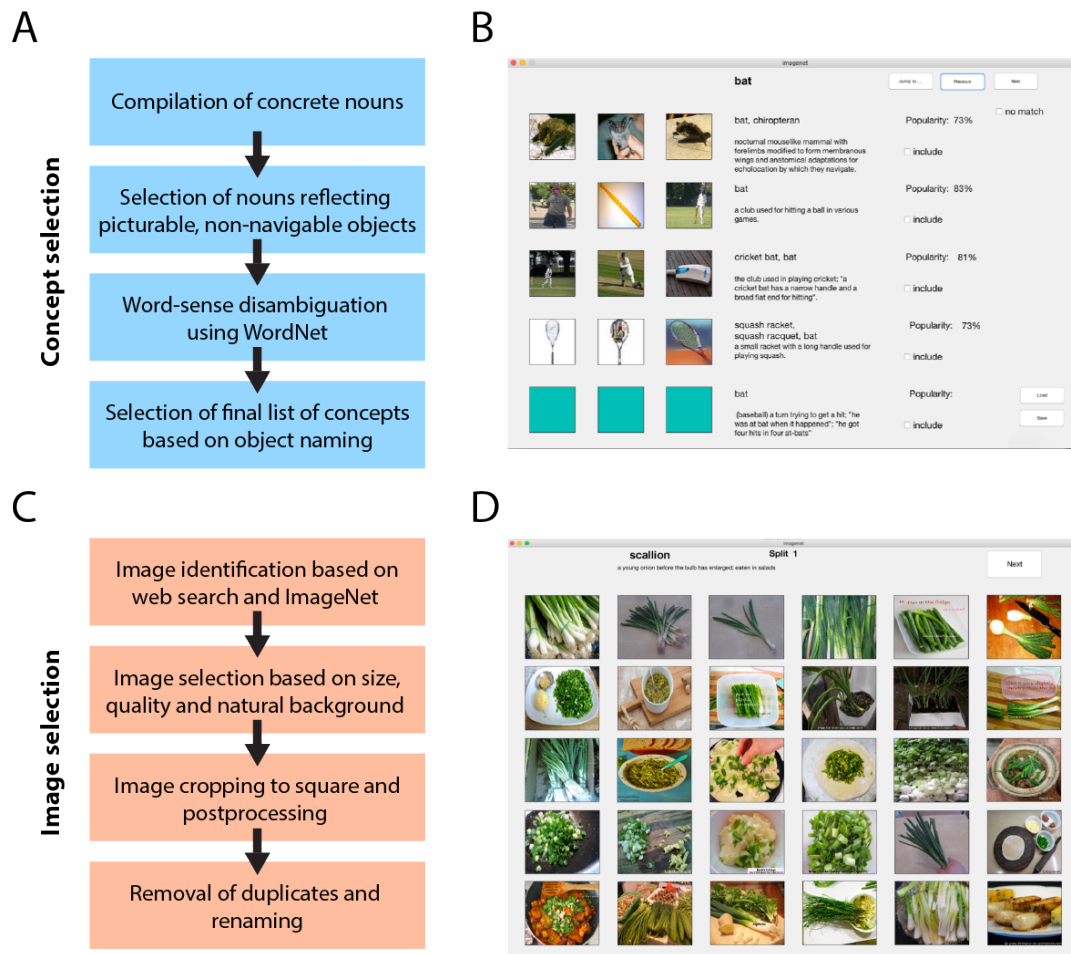 A
Concept selection
Compilation of concrete nouns
Selection of nouns reflecting
picturable, non-navigable objects
Word-sense disambiguation
using WordNet
Selection of final list of concepts
based on object naming
B
imagenet
bat
Jump to ...
Previous
Next
no match
bat, chiropteran
Popularity: 73%
nocturnal mouselike mammal with
forelimbs modified to form membranous
wings and anatomical adaptations for
echolocation by which they navigate.
include
bat
Popularity: 83%
a club used for hitting a ball in various
games.
include
cricket bat, bat
Popularity: 81%
the club used in playing cricket; "a
cricket bat has a narrow handle and a
broad flat end for hitting".
include
squash racket,
squash racquet, bat
Popularity: 73%
a small racket with a long handle used for
playing squash.
include
bat
Popularity:
(baseball) a turn trying to get a hit; "he
was at bat when it happened"; "he got
four hits in four at-bats"
include
Load
Save
C
Image selection
Image identification based on
web search and ImageNet
Image selection based on size,
quality and natural background
Image cropping to square and
postprocessing
Removal of duplicates and
renaming
D
imagenet
scallion
Split 1
a young onion before the bulb has enlarged; eaten in salads
Next